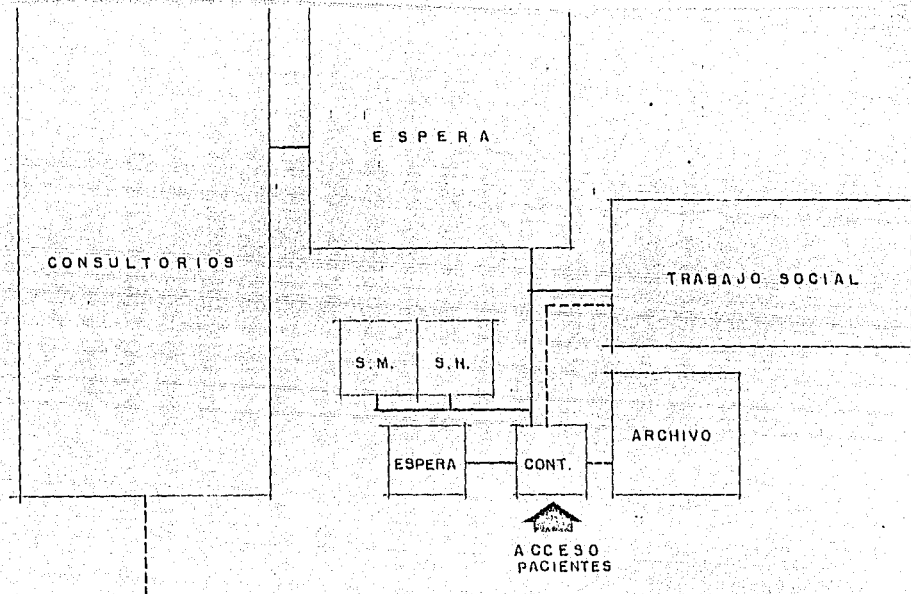 ESPERA
CONSULTORIOS
TRABAJO SOCIAL
S.M.
S.H.
ARCHIVO
ESPERA
CONT.
ACCESO
PACIENTES